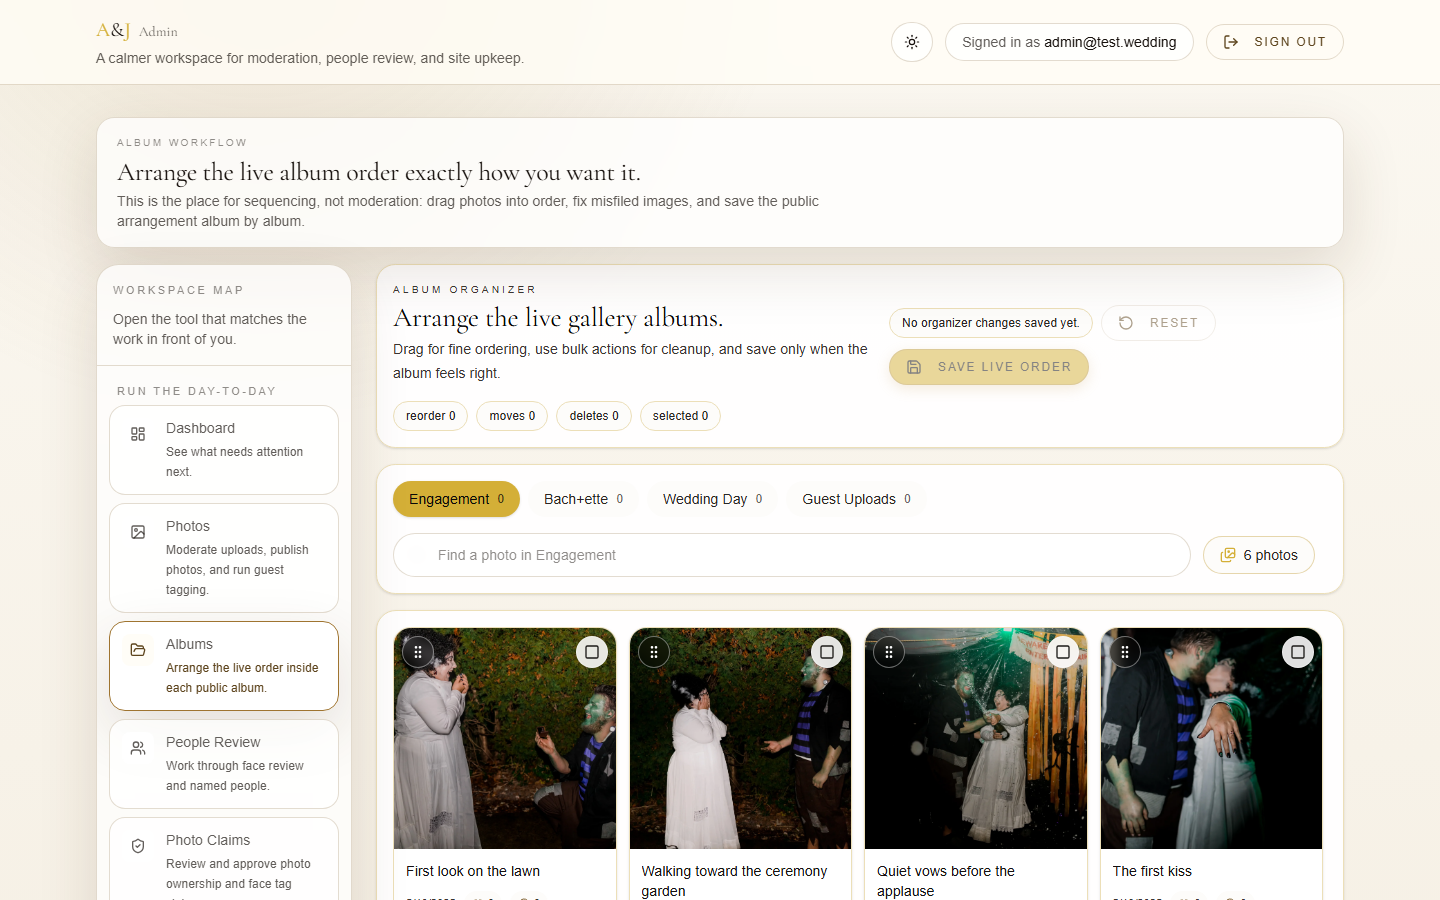 A&J Admin
A calmer workspace for moderation, people review, and site upkeep.
Signed in as admin@test.wedding
SIGN OUT
ALBUM WORKFLOW
Arrange the live album order exactly how you want it.
This is the place for sequencing, not moderation: drag photos into order, fix misfiled images, and save the public
arrangement album by album.
WORKSPACE MAP
Open the tool that matches the
work in front of you.
RUN THE DAY-TO-DAY
Dashboard
See what needs attention
next.
Photos
Moderate uploads, publish
photos, and run guest
tagging.
Albums
Arrange the live order inside
each public album.
People Review
Work through face review
and named people.
Photo Claims
Review and approve photo
ownership and face tag
ALBUM ORGANIZER
Arrange the live gallery albums.
Drag for fine ordering, use bulk actions for cleanup, and save only when the
album feels right.
reorder 0
moves 0
deletes 0
selected 0
No organizer changes saved yet.
RESET
SAVE LIVE ORDER
Engagement 0
Bach+ette 0
Wedding Day 0
Guest Uploads 0
Find a photo in Engagement
6 photos
First look on the lawn
Walking toward the ceremony
garden
Quiet vows before the
applause
The first kiss